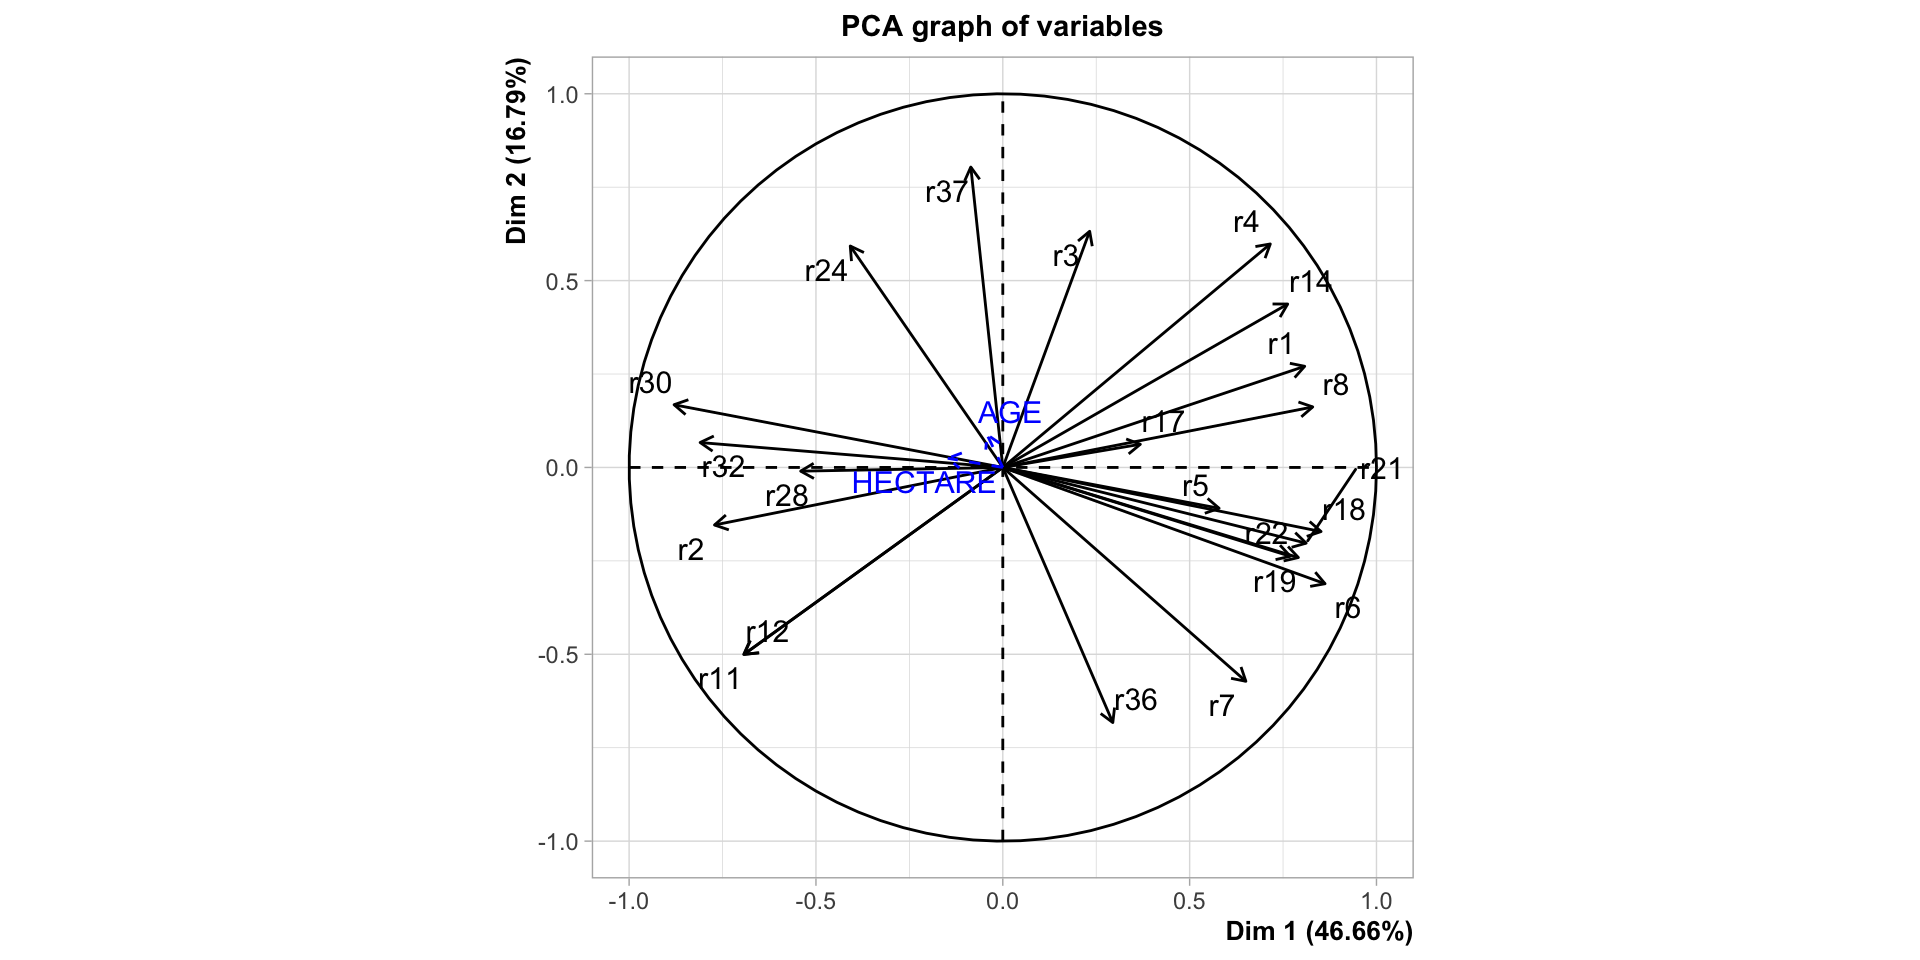 PCA graph of variables
Dim 2 (16.79%)
1.0
0.5
0.0
-0.5
-1.0
r37
r4
r3
r24
r14
r1
r30
r8
AGE
r17
r32
r21
HECTARE
r5
r28
r18
r22
r2
r19
r6
r12
r11
r36
r7
-1.0
-0.5
0.0
0.5
1.0
Dim 1 (46.66%)